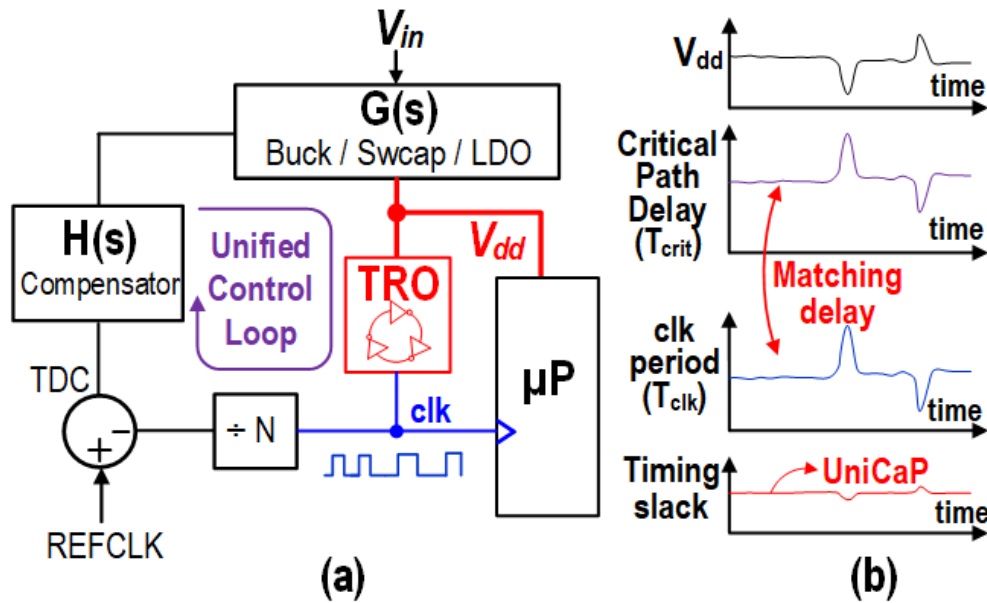 V_in
G(s)
Buck / Swcap / LDO
H(s)
Compensator
Unified
Control
Loop
V_dd
TRO
µP
TDC
÷ N
clk
+
−
REFCLK
(a)
V_dd
time
Critical
Path
Delay
(T_crit)
time
Matching
delay
clk
period
(T_clk)
time
Timing
slack
UniCaP
time
(b)